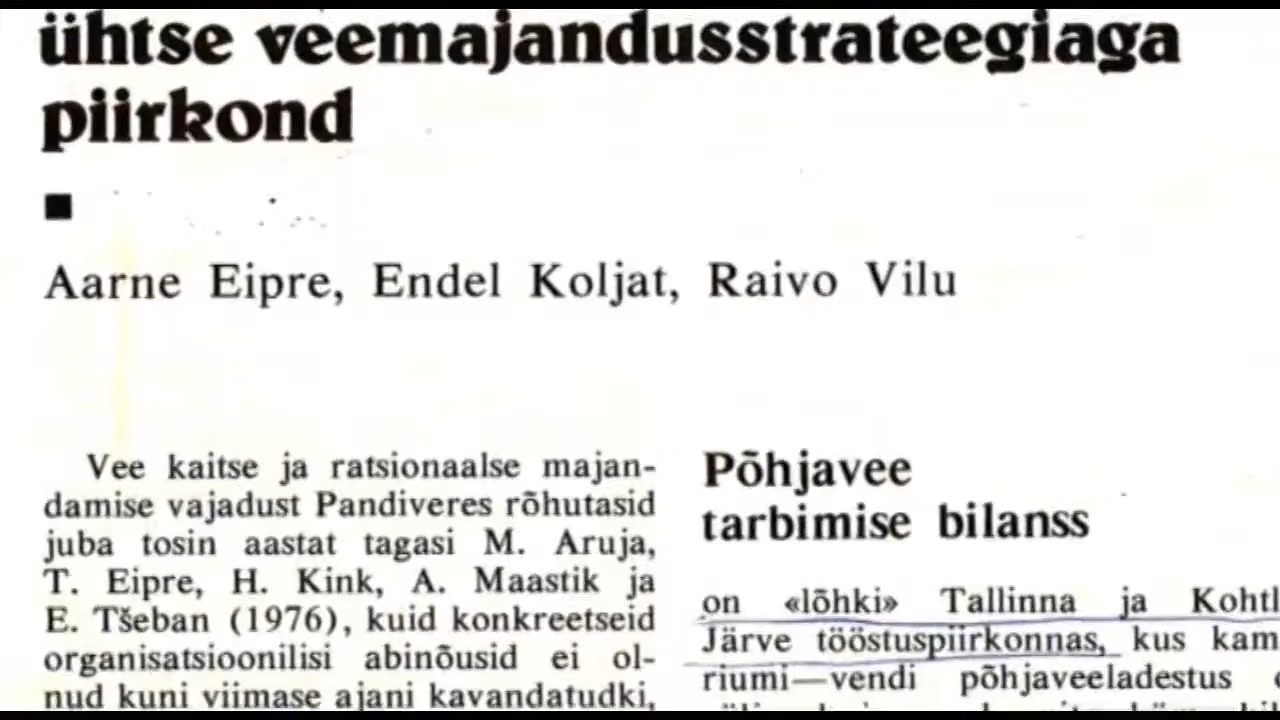 ühtse veemajandusstrateegiaga
piirkond
Aarne Eipre, Endel Koljat, Raivo Vilu
Vee kaitse ja ratsionaalse majan-
damise vajadust Pandiveres rõhutasid
juba tosin aastat tagasi M. Aruja,
T. Eipre, H. Kink, A. Maastik ja
E. Tšeban (1976), kuid konkreetseid
organisatsioonilisi abinõusid ei ol-
nud kuni viimase ajani kavandatudki,
Põhjavee
tarbimise bilanss
on «lõhki» Tallinna ja Kohtl
Järve tööstuspiirkonnas, kus kam
riumi—vendi põhjaveeladestus